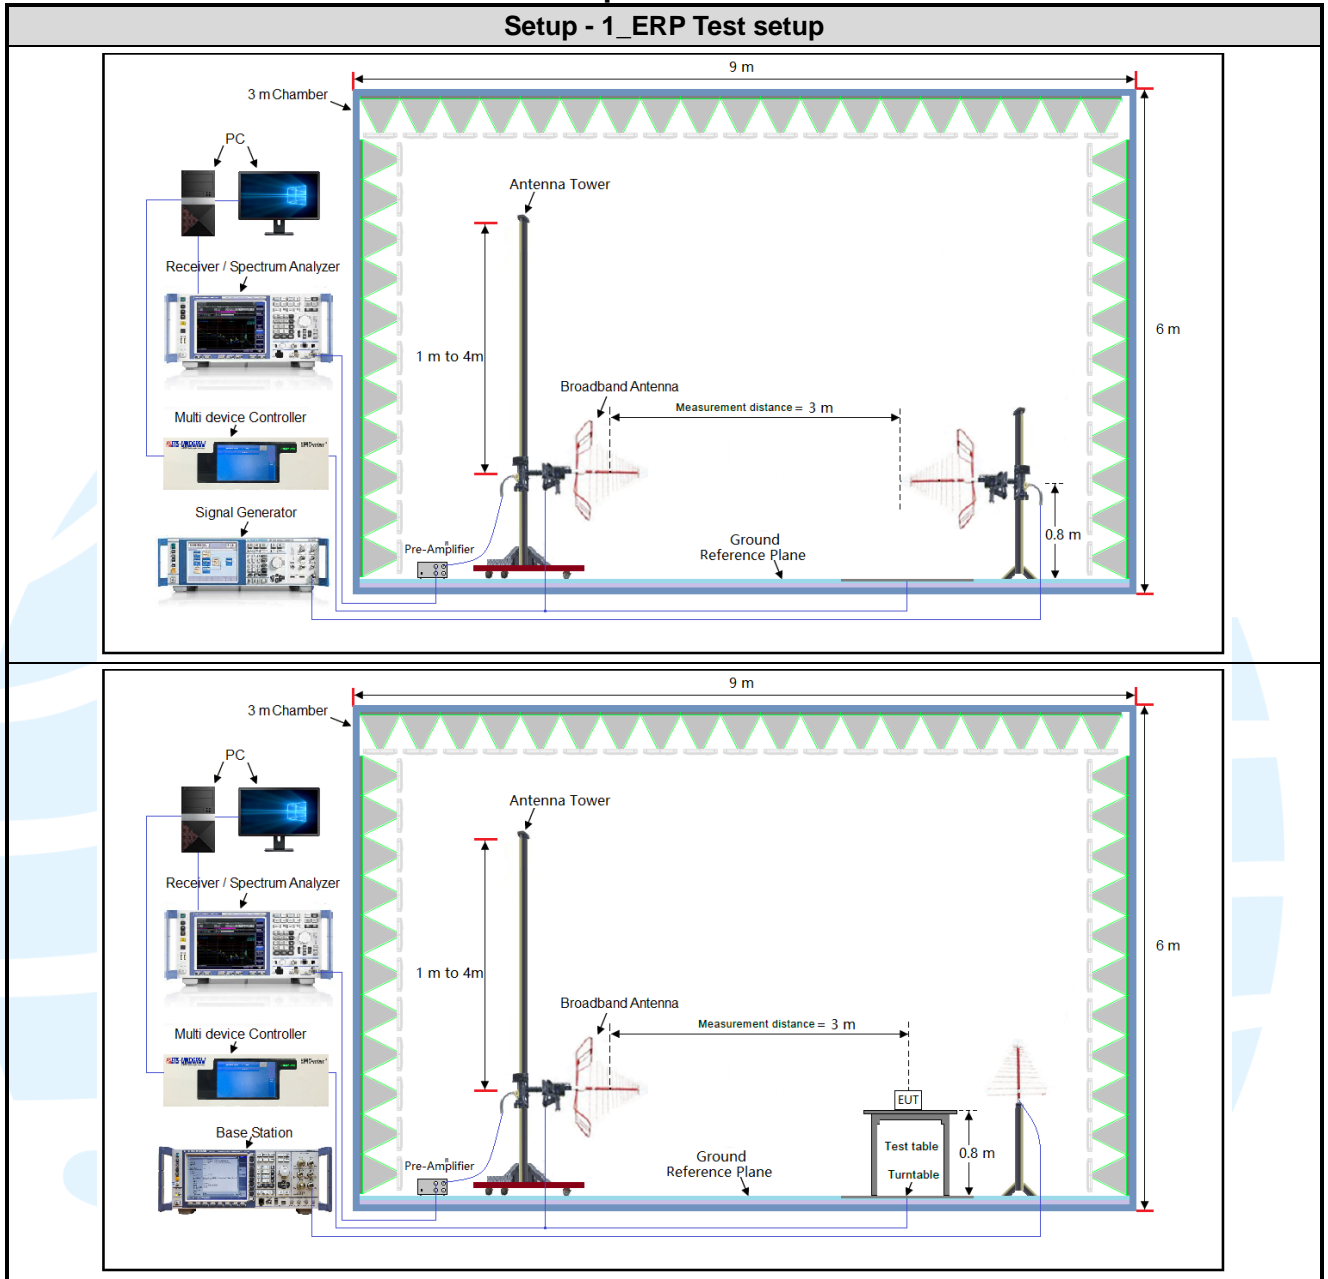 Setup - 1_ERP Test setup
9 m
3 m Chamber
PC
Antenna Tower
Receiver / Spectrum Analyzer
6 m
1 m to 4m
Broadband Antenna
Measurement distance = 3 m
Multi device Controller
Signal Generator
Pre-Amplifier
Ground
Reference Plane
0.8 m
9 m
3 m Chamber
PC
Antenna Tower
Receiver / Spectrum Analyzer
6 m
1 m to 4m
Broadband Antenna
Measurement distance = 3 m
Multi device Controller
EUT
Base Station
Test table
0.8 m
Ground
Reference Plane
Pre-Amplifier
Turntable